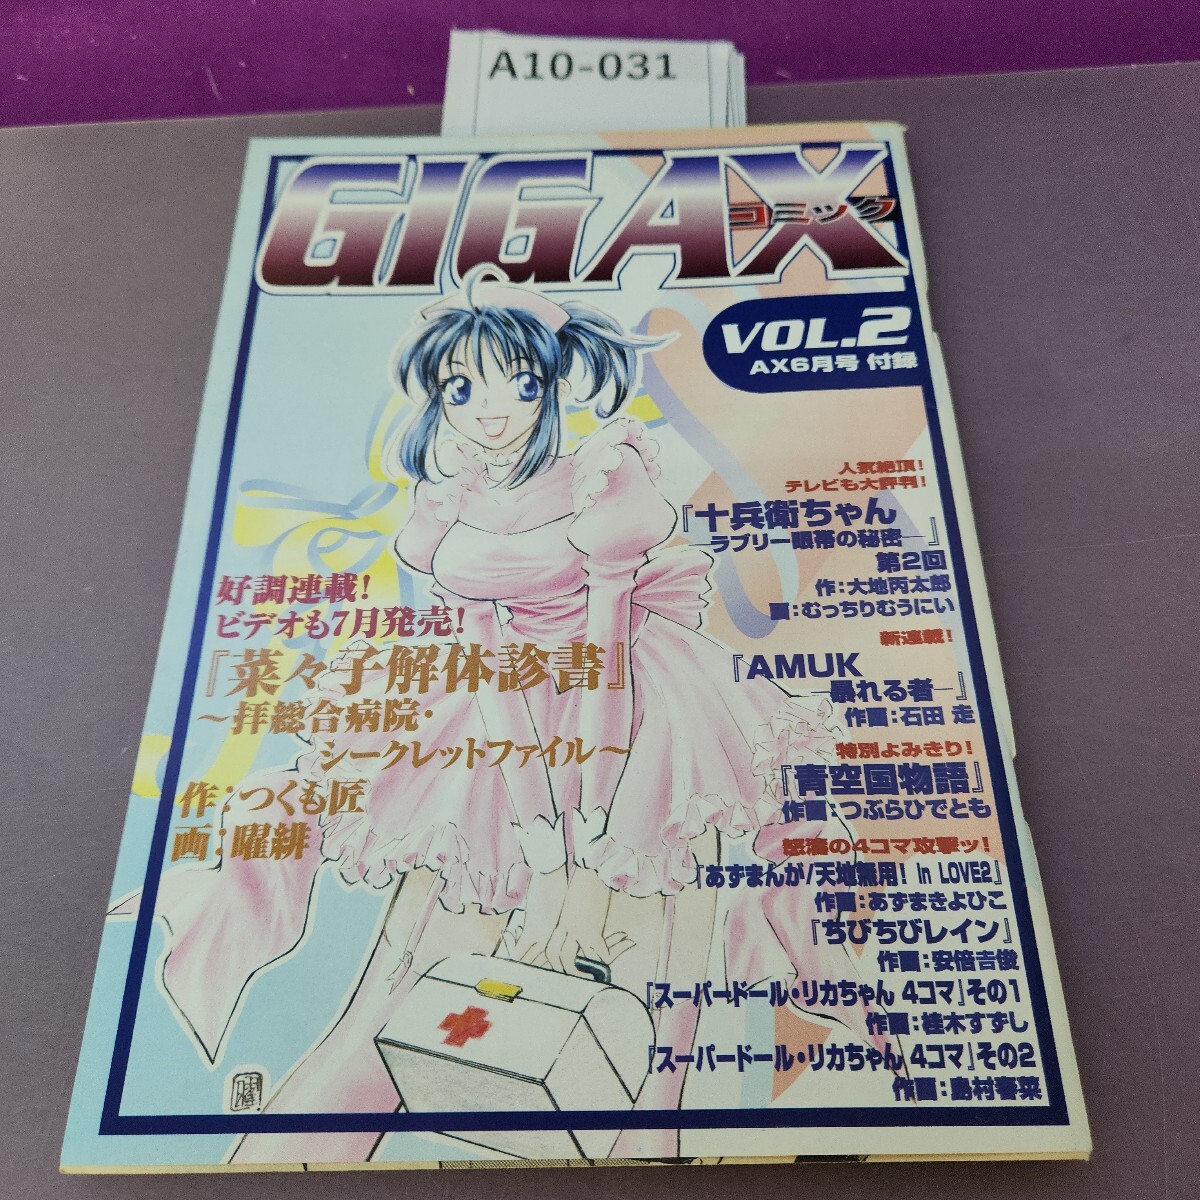 A10-031
GIGAX
コミック
VOL.2
AX6月号 付録
人気絶頂!
テレビも大評判!
『十兵衛ちゃん
―ラブリー眼帯の秘密―』
第2回
作:大地丙太郎
画:むっちりむうにい
新連載!
『AMUK
―暴れる者―』
作画:石田 走
特別よみきり!
『青空国物語』
作画:つぶらひでとも
怒濤の4コマ攻撃ッ!
『あずまんが/天地無用! In LOVE2』
作画:あずまきよひこ
『ちびちびレイン』
作画:安倍吉俊
『スーパードール・リカちゃん 4コマ』その1
作画:桂木すずし
『スーパードール・リカちゃん 4コマ』その2
作画:島村春菜
好調連載!
ビデオも7月発売!
『菜々子解体診書』
～拝総合病院・
シークレットファイル～
作:つくも匠
画:曜緋